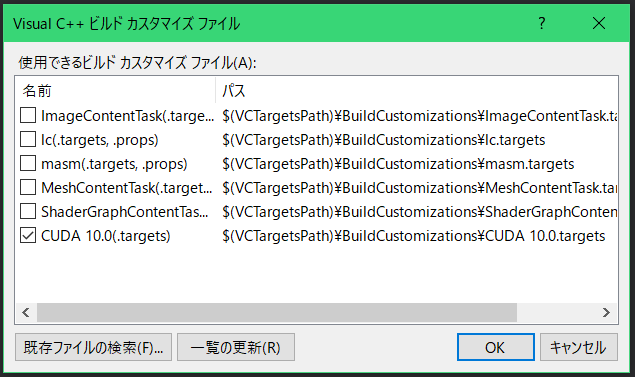 Visual C++ ビルド カスタマイズ ファイル
使用できるビルド カスタマイズ ファイル(A):
名前 パス
ImageContentTask(.targe... $(VCTargetsPath)¥BuildCustomizations¥ImageContentTask.ta
lc(.targets, .props) $(VCTargetsPath)¥BuildCustomizations¥lc.targets
masm(.targets, .props) $(VCTargetsPath)¥BuildCustomizations¥masm.targets
MeshContentTask(.target... $(VCTargetsPath)¥BuildCustomizations¥MeshContentTask.tar
ShaderGraphContentTas... $(VCTargetsPath)¥BuildCustomizations¥ShaderGraphConten
CUDA 10.0(.targets) $(VCTargetsPath)¥BuildCustomizations¥CUDA 10.0.targets
既存ファイルの検索(F)... 一覧の更新(R) OK キャンセル